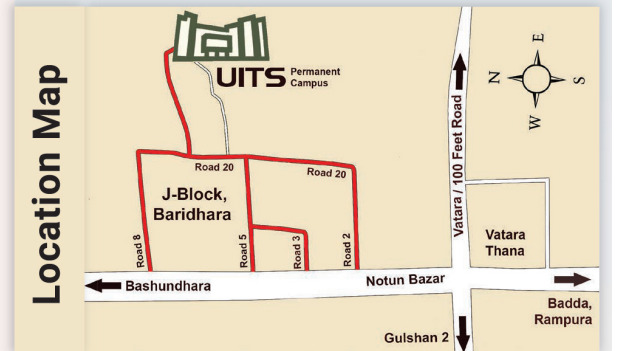 Location Map
UITS Permanent
Campus
E
N
S
W
Vatara / 100 Feet Road
Road 20
Road 20
J-Block,
Baridhara
Road 8
Road 5
Road 3
Road 2
Vatara
Thana
Bashundhara
Notun Bazar
Badda,
Rampura
Gulshan 2